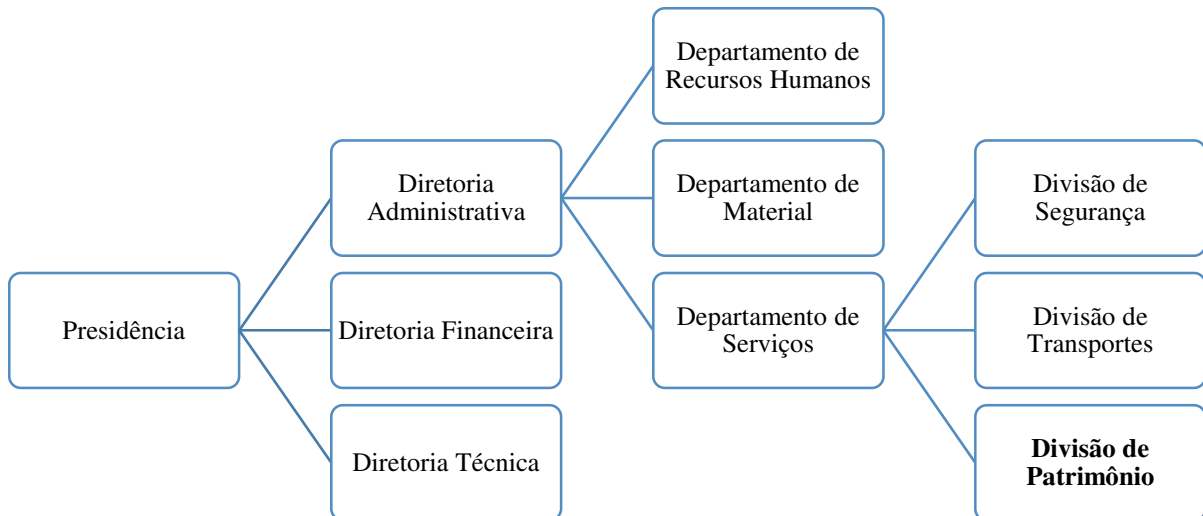 Presidência
Diretoria
Administrativa
Diretoria Financeira
Diretoria Técnica
Departamento de
Recursos Humanos
Departamento de
Material
Departamento de
Serviços
Divisão de
Segurança
Divisão de
Transportes
Divisão de
Patrimônio